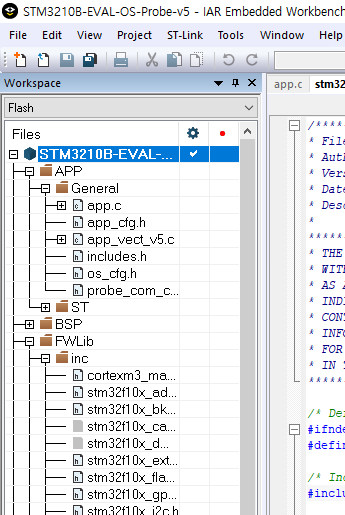 STM3210B-EVAL-OS-Probe-v5 - IAR Embedded Workbench
File Edit View Project ST-Link Tools Window
Workspace
app.c stm32
Flash
Files
STM3210B-EVAL-...
APP
General
app.c
app_cfg.h
app_vect_v5.c
includes.h
os_cfg.h
probe_com_c...
ST
BSP
FWLib
inc
cortexm3_ma...
stm32f10x_ad...
stm32f10x_bk...
stm32f10x_ca...
stm32f10x_d...
stm32f10x_ext...
stm32f10x_fla...
stm32f10x_gp...
stm32f10x_i2c.h
/*****
* File
* Auth
* Vers
* Date
* Desc
*
*****
* THE
* WITH
* AS A
* INDI
* CONT
* INFO
* FOR
* IN T
*****
/* De
#ifnde
#defin
/* Inc
#inclu